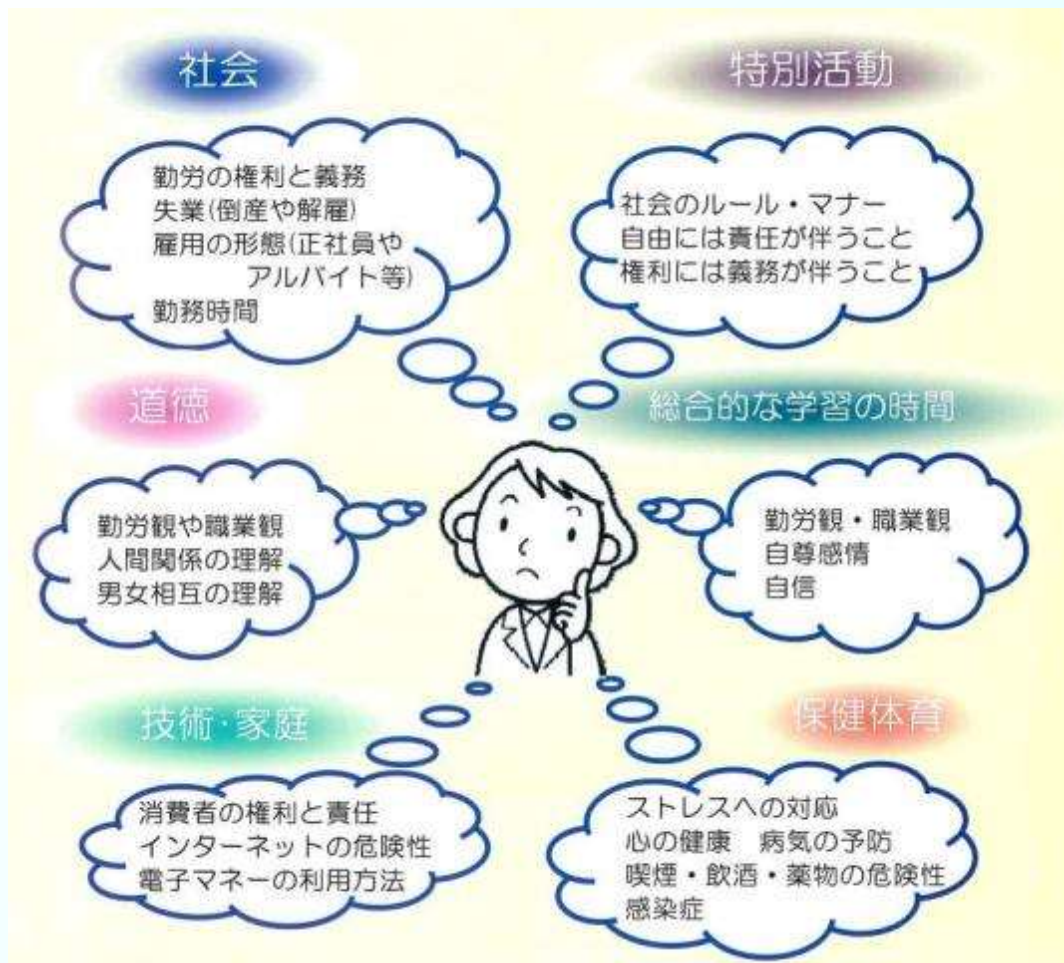 社会
勤労の権利と義務
失業(倒産や解雇)
雇用の形態(正社員や
アルバイト等)
勤務時間
特別活動
社会のルール・マナー
自由には責任が伴うこと
権利には義務が伴うこと
道徳
勤労観や職業観
人間関係の理解
男女相互の理解
総合的な学習の時間
勤労観・職業観
自尊感情
自信
技術・家庭
消費者の権利と責任
インターネットの危険性
電子マネーの利用方法
保健体育
ストレスへの対応
心の健康　病気の予防
喫煙・飲酒・薬物の危険性
感染症